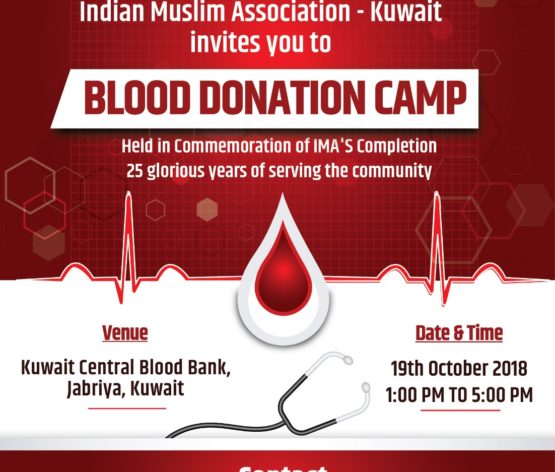 Indian Muslim Association - Kuwait
invites you to
BLOOD DONATION CAMP
Held in Commemoration of IMA'S Completion
25 glorious years of serving the community
Venue
Kuwait Central Blood Bank,
Jabriya, Kuwait
Date & Time
19th October 2018
1:00 PM TO 5:00 PM
Contact